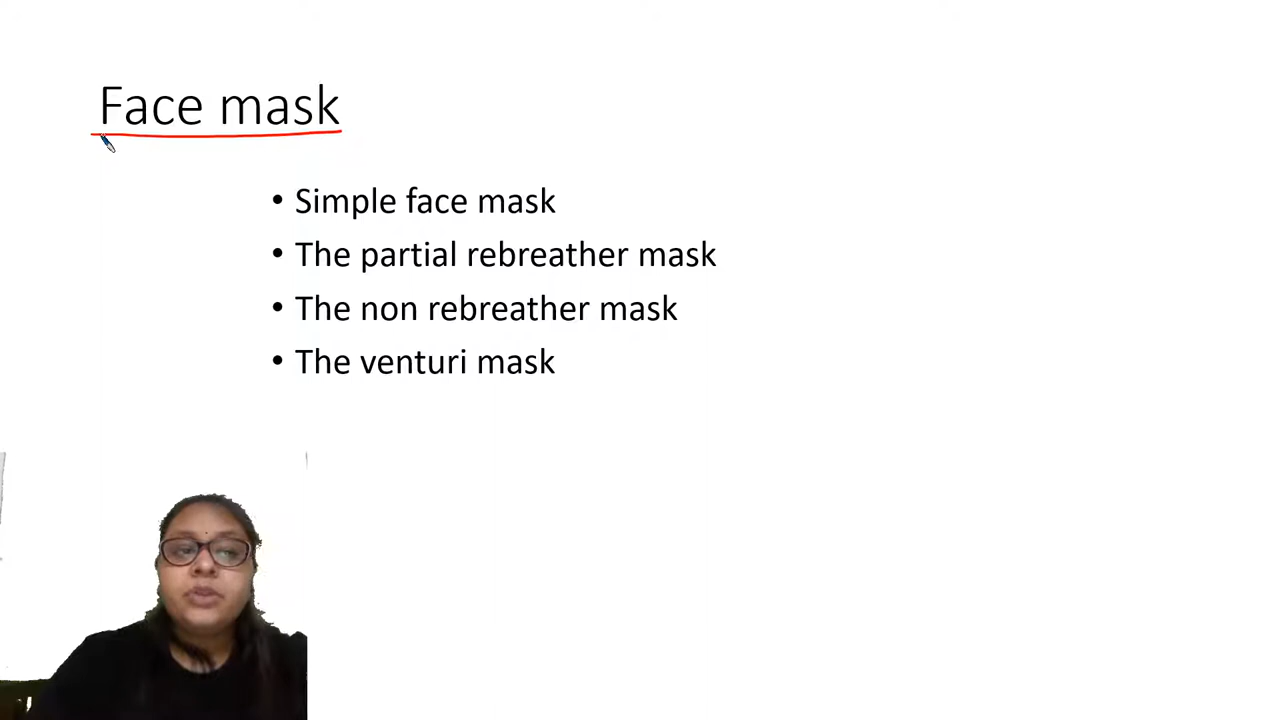 Face mask
• Simple face mask
• The partial rebreather mask
• The non rebreather mask
• The venturi mask